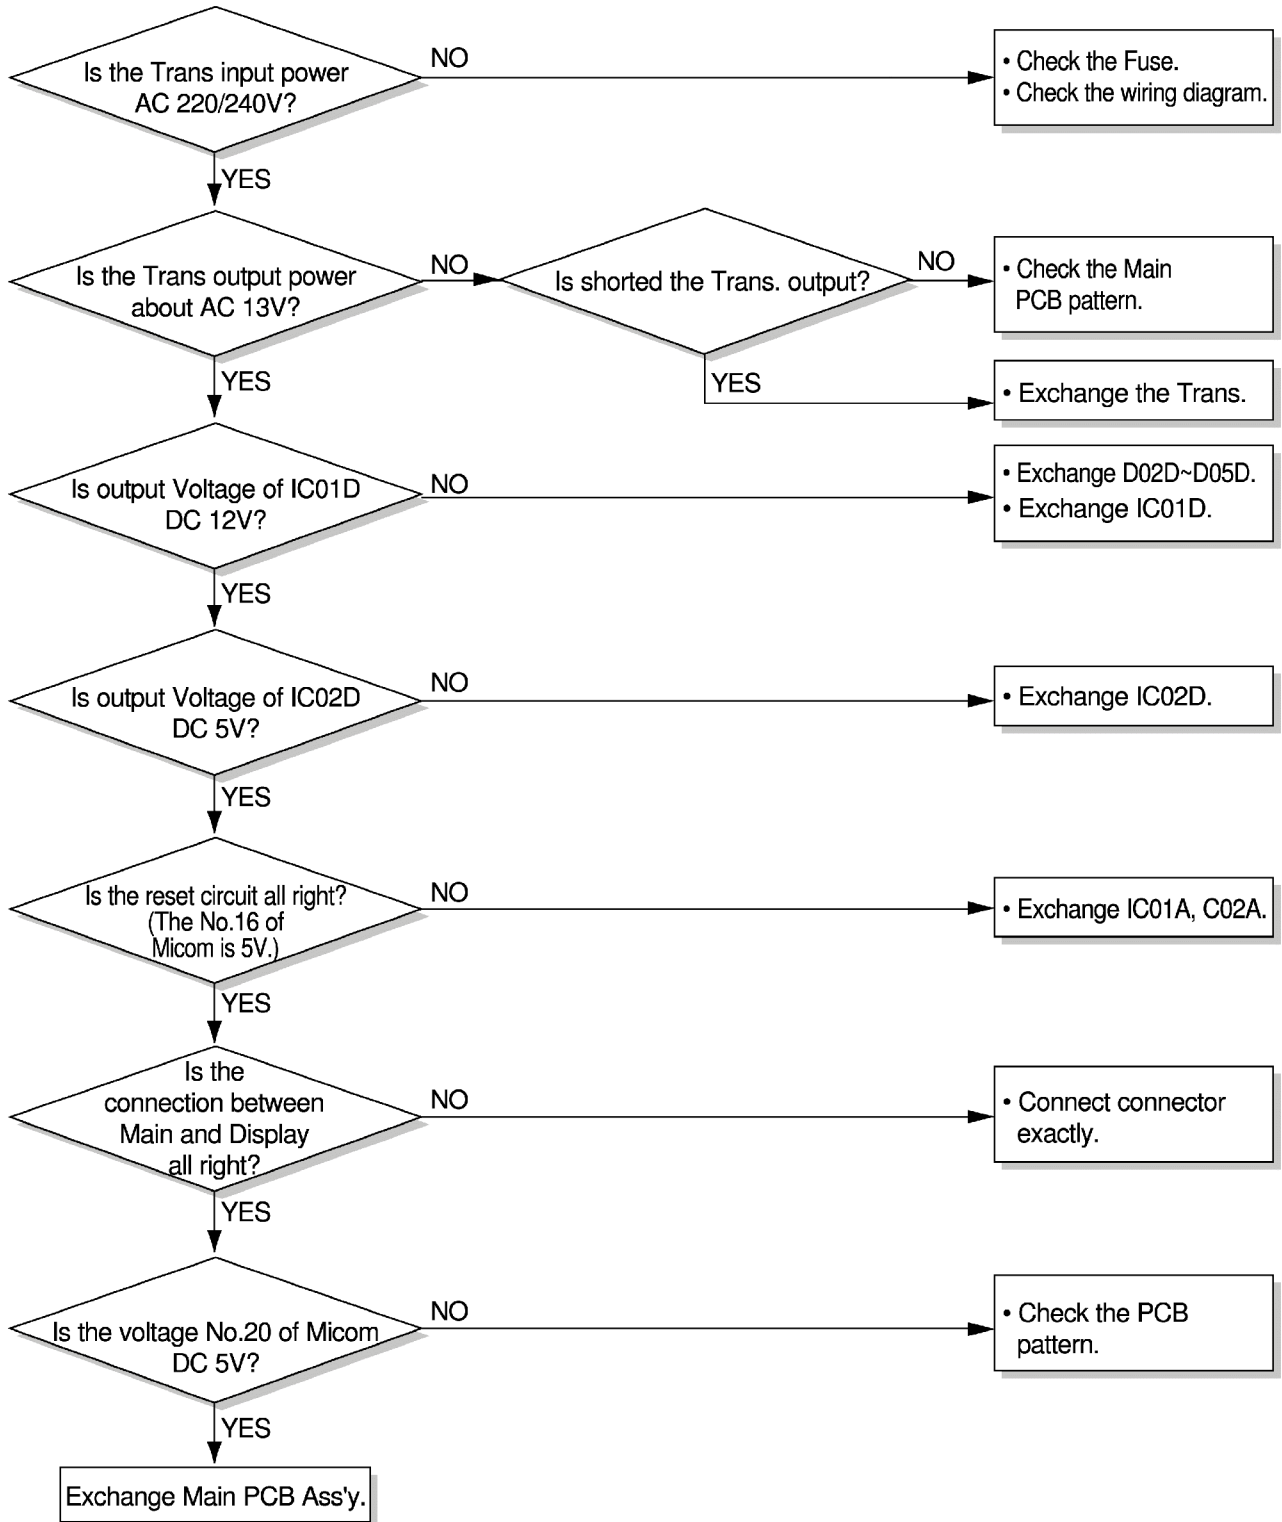 Is the Trans input power
AC 220/240V?
NO
• Check the Fuse.
• Check the wiring diagram.
YES
Is the Trans output power
about AC 13V?
NO
Is shorted the Trans. output?
NO
• Check the Main
PCB pattern.
YES
• Exchange the Trans.
YES
Is output Voltage of IC01D
DC 12V?
NO
• Exchange D02D~D05D.
• Exchange IC01D.
YES
Is output Voltage of IC02D
DC 5V?
NO
• Exchange IC02D.
YES
Is the reset circuit all right?
(The No.16 of
Micom is 5V.)
NO
• Exchange IC01A, C02A.
YES
Is the
connection between
Main and Display
all right?
NO
• Connect connector
exactly.
YES
Is the voltage No.20 of Micom
DC 5V?
NO
• Check the PCB
pattern.
YES
Exchange Main PCB Ass'y.